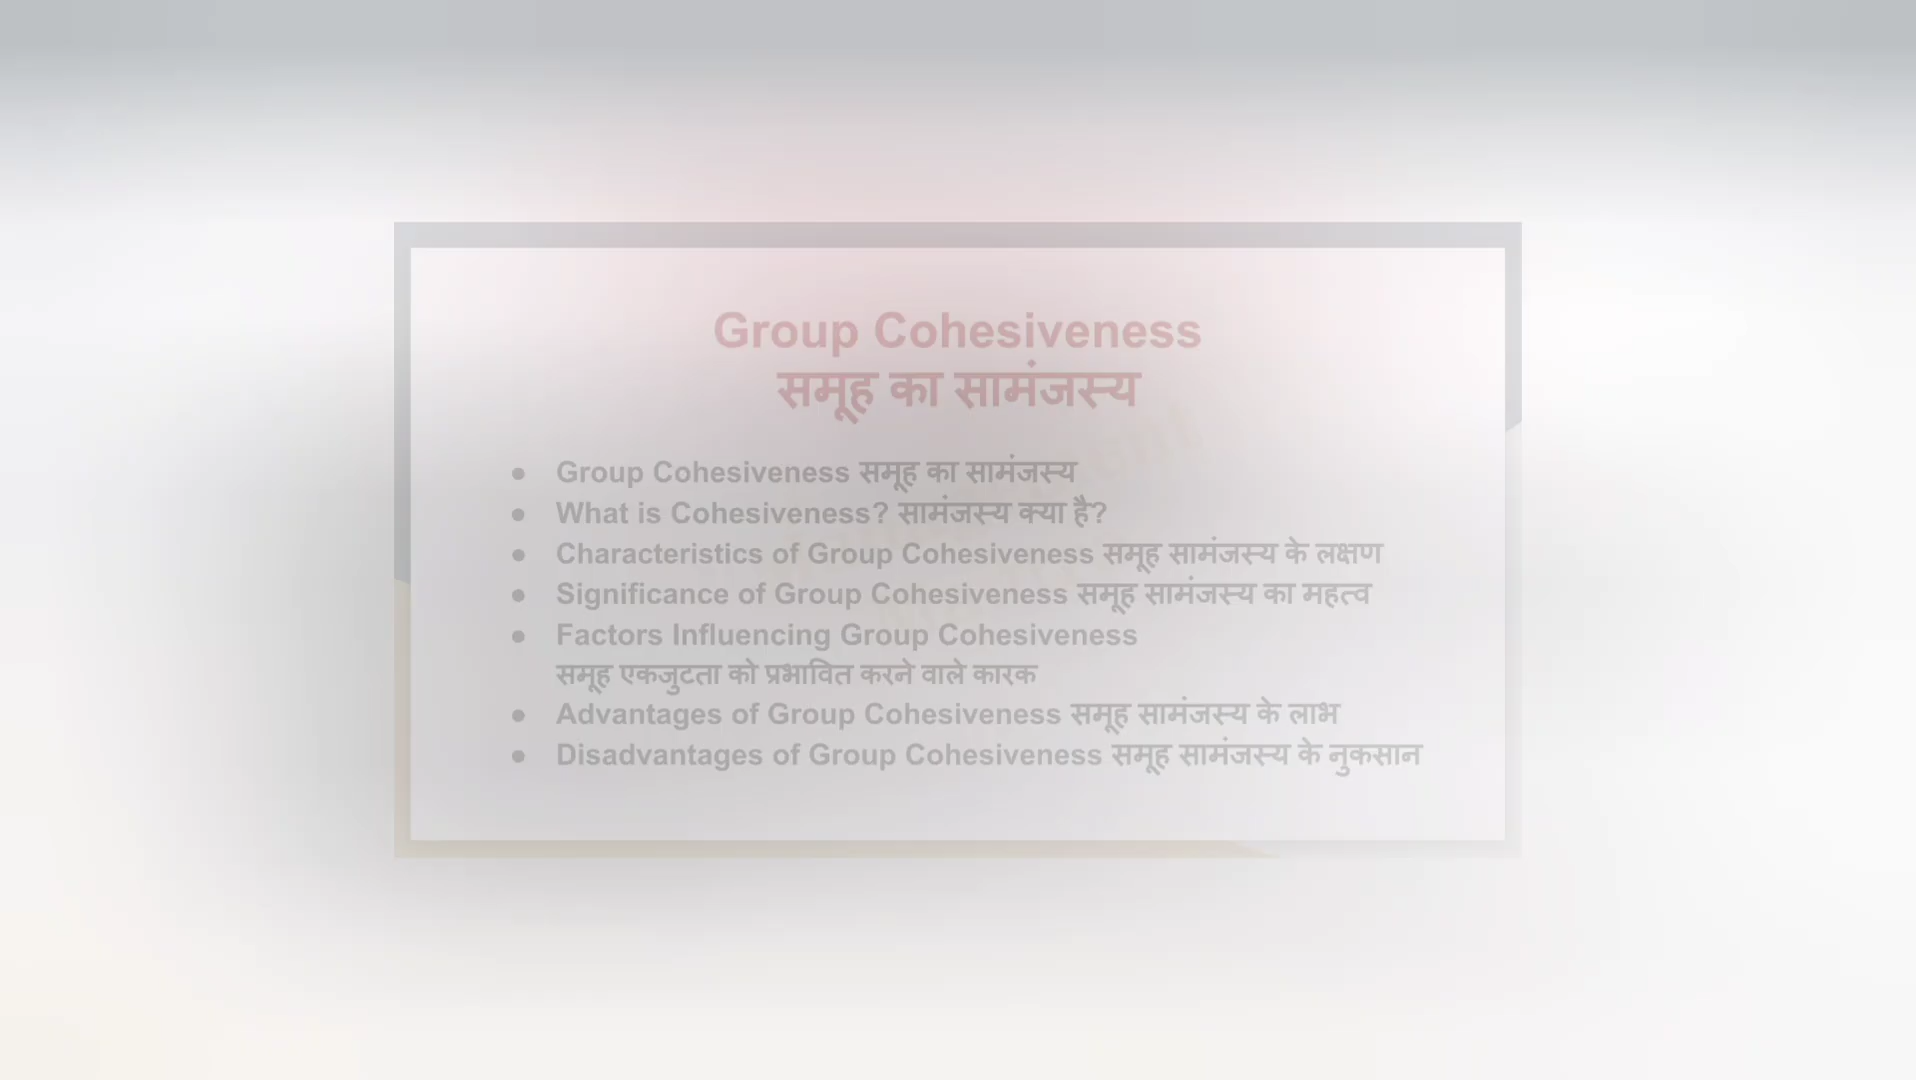 Group Cohesiveness
समूह का सामंजस्य
● Group Cohesiveness समूह का सामंजस्य
● What is Cohesiveness? सामंजस्य क्या है?
● Characteristics of Group Cohesiveness समूह सामंजस्य के लक्षण
● Significance of Group Cohesiveness समूह सामंजस्य का महत्व
● Factors Influencing Group Cohesiveness
समूह एकजुटता को प्रभावित करने वाले कारक
● Advantages of Group Cohesiveness समूह सामंजस्य के लाभ
● Disadvantages of Group Cohesiveness समूह सामंजस्य के नुकसान